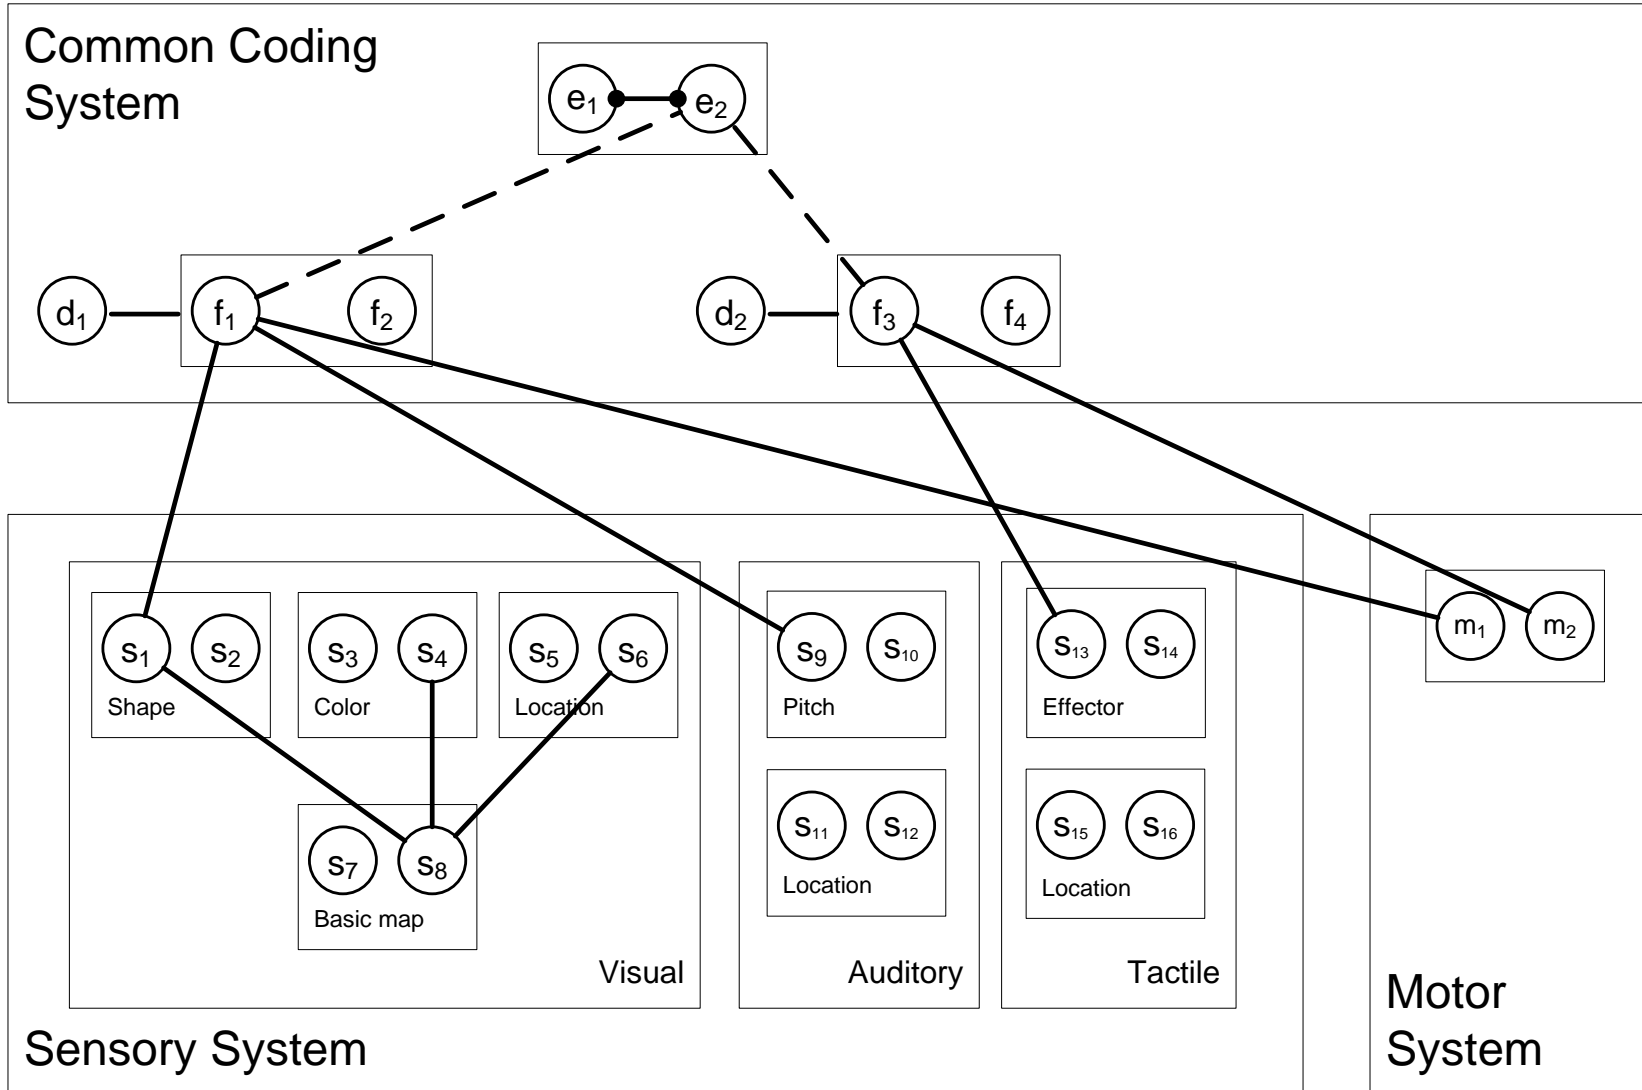 Common Coding
System
e₁ e₂
d₁ f₁ f₂ d₂ f₃ f₄
m₁ m₂
s₁ s₂ s₃ s₄ s₅ s₆ s₉ s₁₀ s₁₃ s₁₄
Shape Color Location Pitch Effector
s₇ s₈ s₁₁ s₁₂ s₁₅ s₁₆
Basic map Location Location
Visual Auditory Tactile
Sensory System
Motor
System